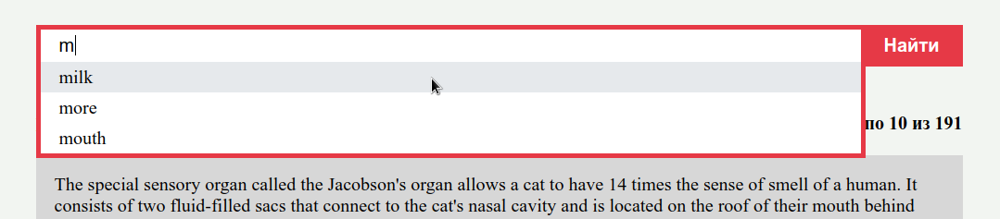 m
Найти
milk
more
mouth
по 10 из 191
The special sensory organ called the Jacobson's organ allows a cat to have 14 times the sense of smell of a human. It
consists of two fluid-filled sacs that connect to the cat's nasal cavity and is located on the roof of their mouth behind